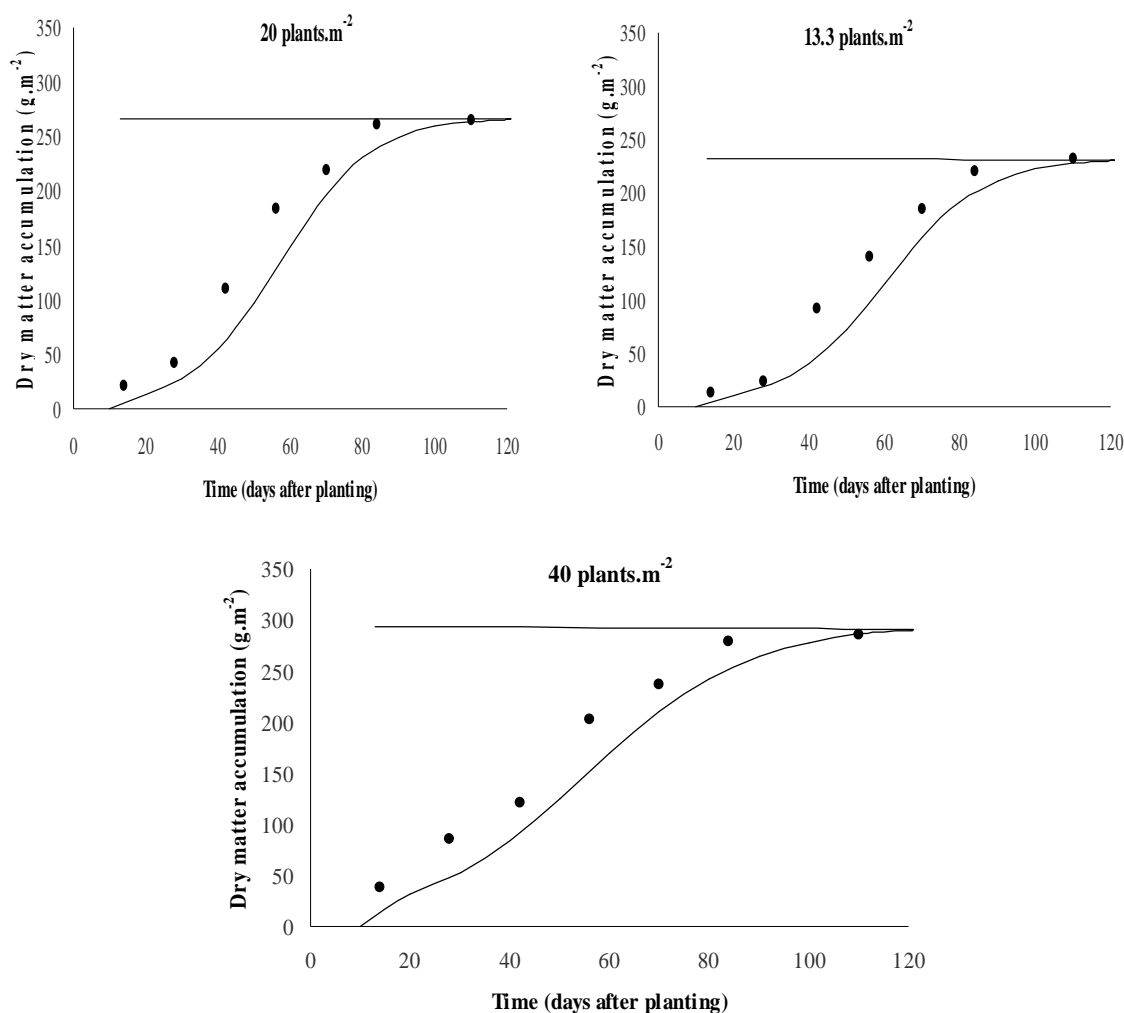 20 plants.m-2
350
300
250
200
150
100
50
0
Dry matter accumulation (g.m-2)
0 20 40 60 80 100 120
Time (days after planting)
13.3 plants.m-2
350
300
250
200
150
100
50
0
Dry matter accumulation (g.m-2)
0 20 40 60 80 100 120
Time (days after planting)
40 plants.m-2
350
300
250
200
150
100
50
0
Dry matter accumulation (g.m-2)
0 20 40 60 80 100 120
Time (days after planting)